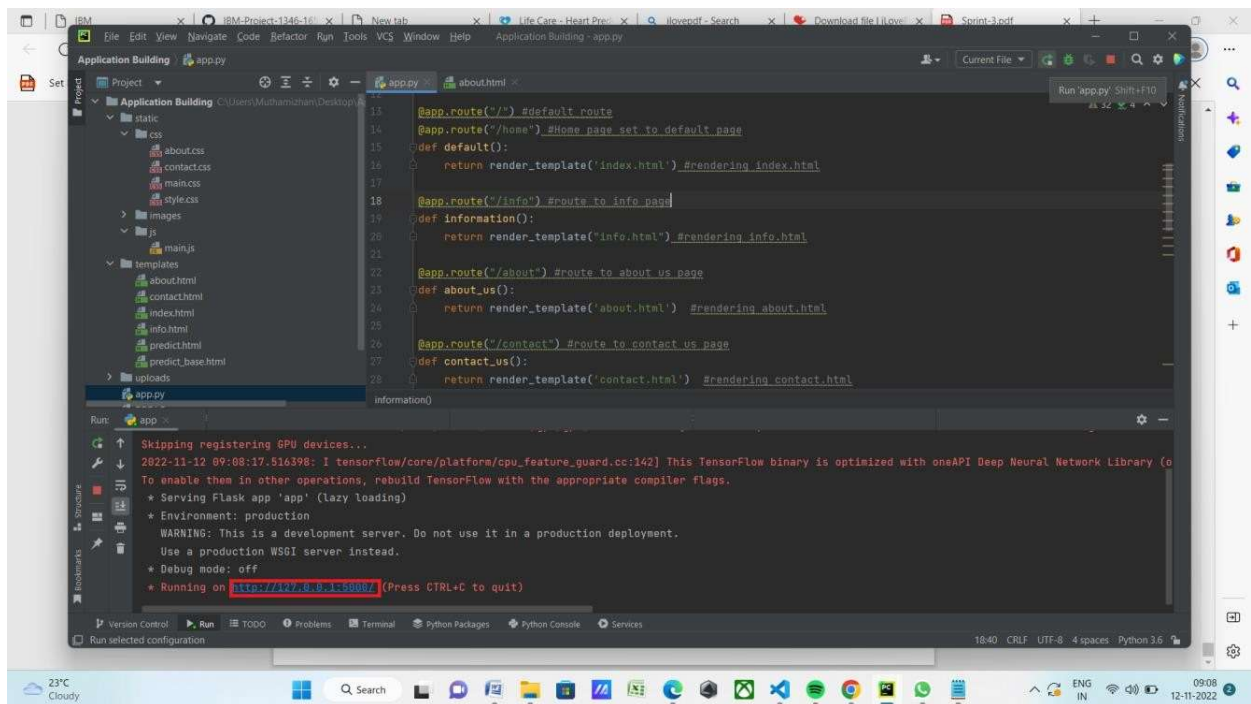 IBM
IBM-Project-1346-16
New tab
Life Care - Heart Pred
ilovepdf - Search
Download file | iLove
Sprint-3.pdf
File Edit View Navigate Code Refactor Run Tools VCS Window Help Application Building - app.py
Application Building app.py
Current File
Set
Project
app.py
about.html
Run 'app.py' Shift+F10
Project
Notifications
Application Building C:\Users\Muthamizhan\Desktop\A
static
css
about.css
contact.css
main.css
style.css
images
js
main.js
templates
about.html
contact.html
index.html
info.html
predict.html
predict_base.html
uploads
app.py
12
13 @app.route("/") #default route
14 @app.route("/home") #Home page set to default page
15 def default():
16 return render_template('index.html') #rendering index.html
17
18 @app.route("/info") #route to info page
19 def information():
20 return render_template("info.html") #rendering info.html
21
22 @app.route("/about") #route to about us page
23 def about_us():
24 return render_template('about.html') #rendering about.html
25
26 @app.route("/contact") #route to contact us page
27 def contact_us():
28 return render_template('contact.html') #rendering contact.html
information()
Run: app
Skipping registering GPU devices...
2022-11-12 09:08:17.516398: I tensorflow/core/platform/cpu_feature_guard.cc:142] This TensorFlow binary is optimized with oneAPI Deep Neural Network Library (o
To enable them in other operations, rebuild TensorFlow with the appropriate compiler flags.
* Serving Flask app 'app' (lazy loading)
* Environment: production
WARNING: This is a development server. Do not use it in a production deployment.
Use a production WSGI server instead.
* Debug mode: off
* Running on http://127.0.0.1:5000/ (Press CTRL+C to quit)
Structure
Bookmarks
Version Control Run TODO Problems Terminal Python Packages Python Console Services
Run selected configuration
18:40 CRLF UTF-8 4 spaces Python 3.6
23°C
Cloudy
Search
ENG
IN
09:08
12-11-2022
2